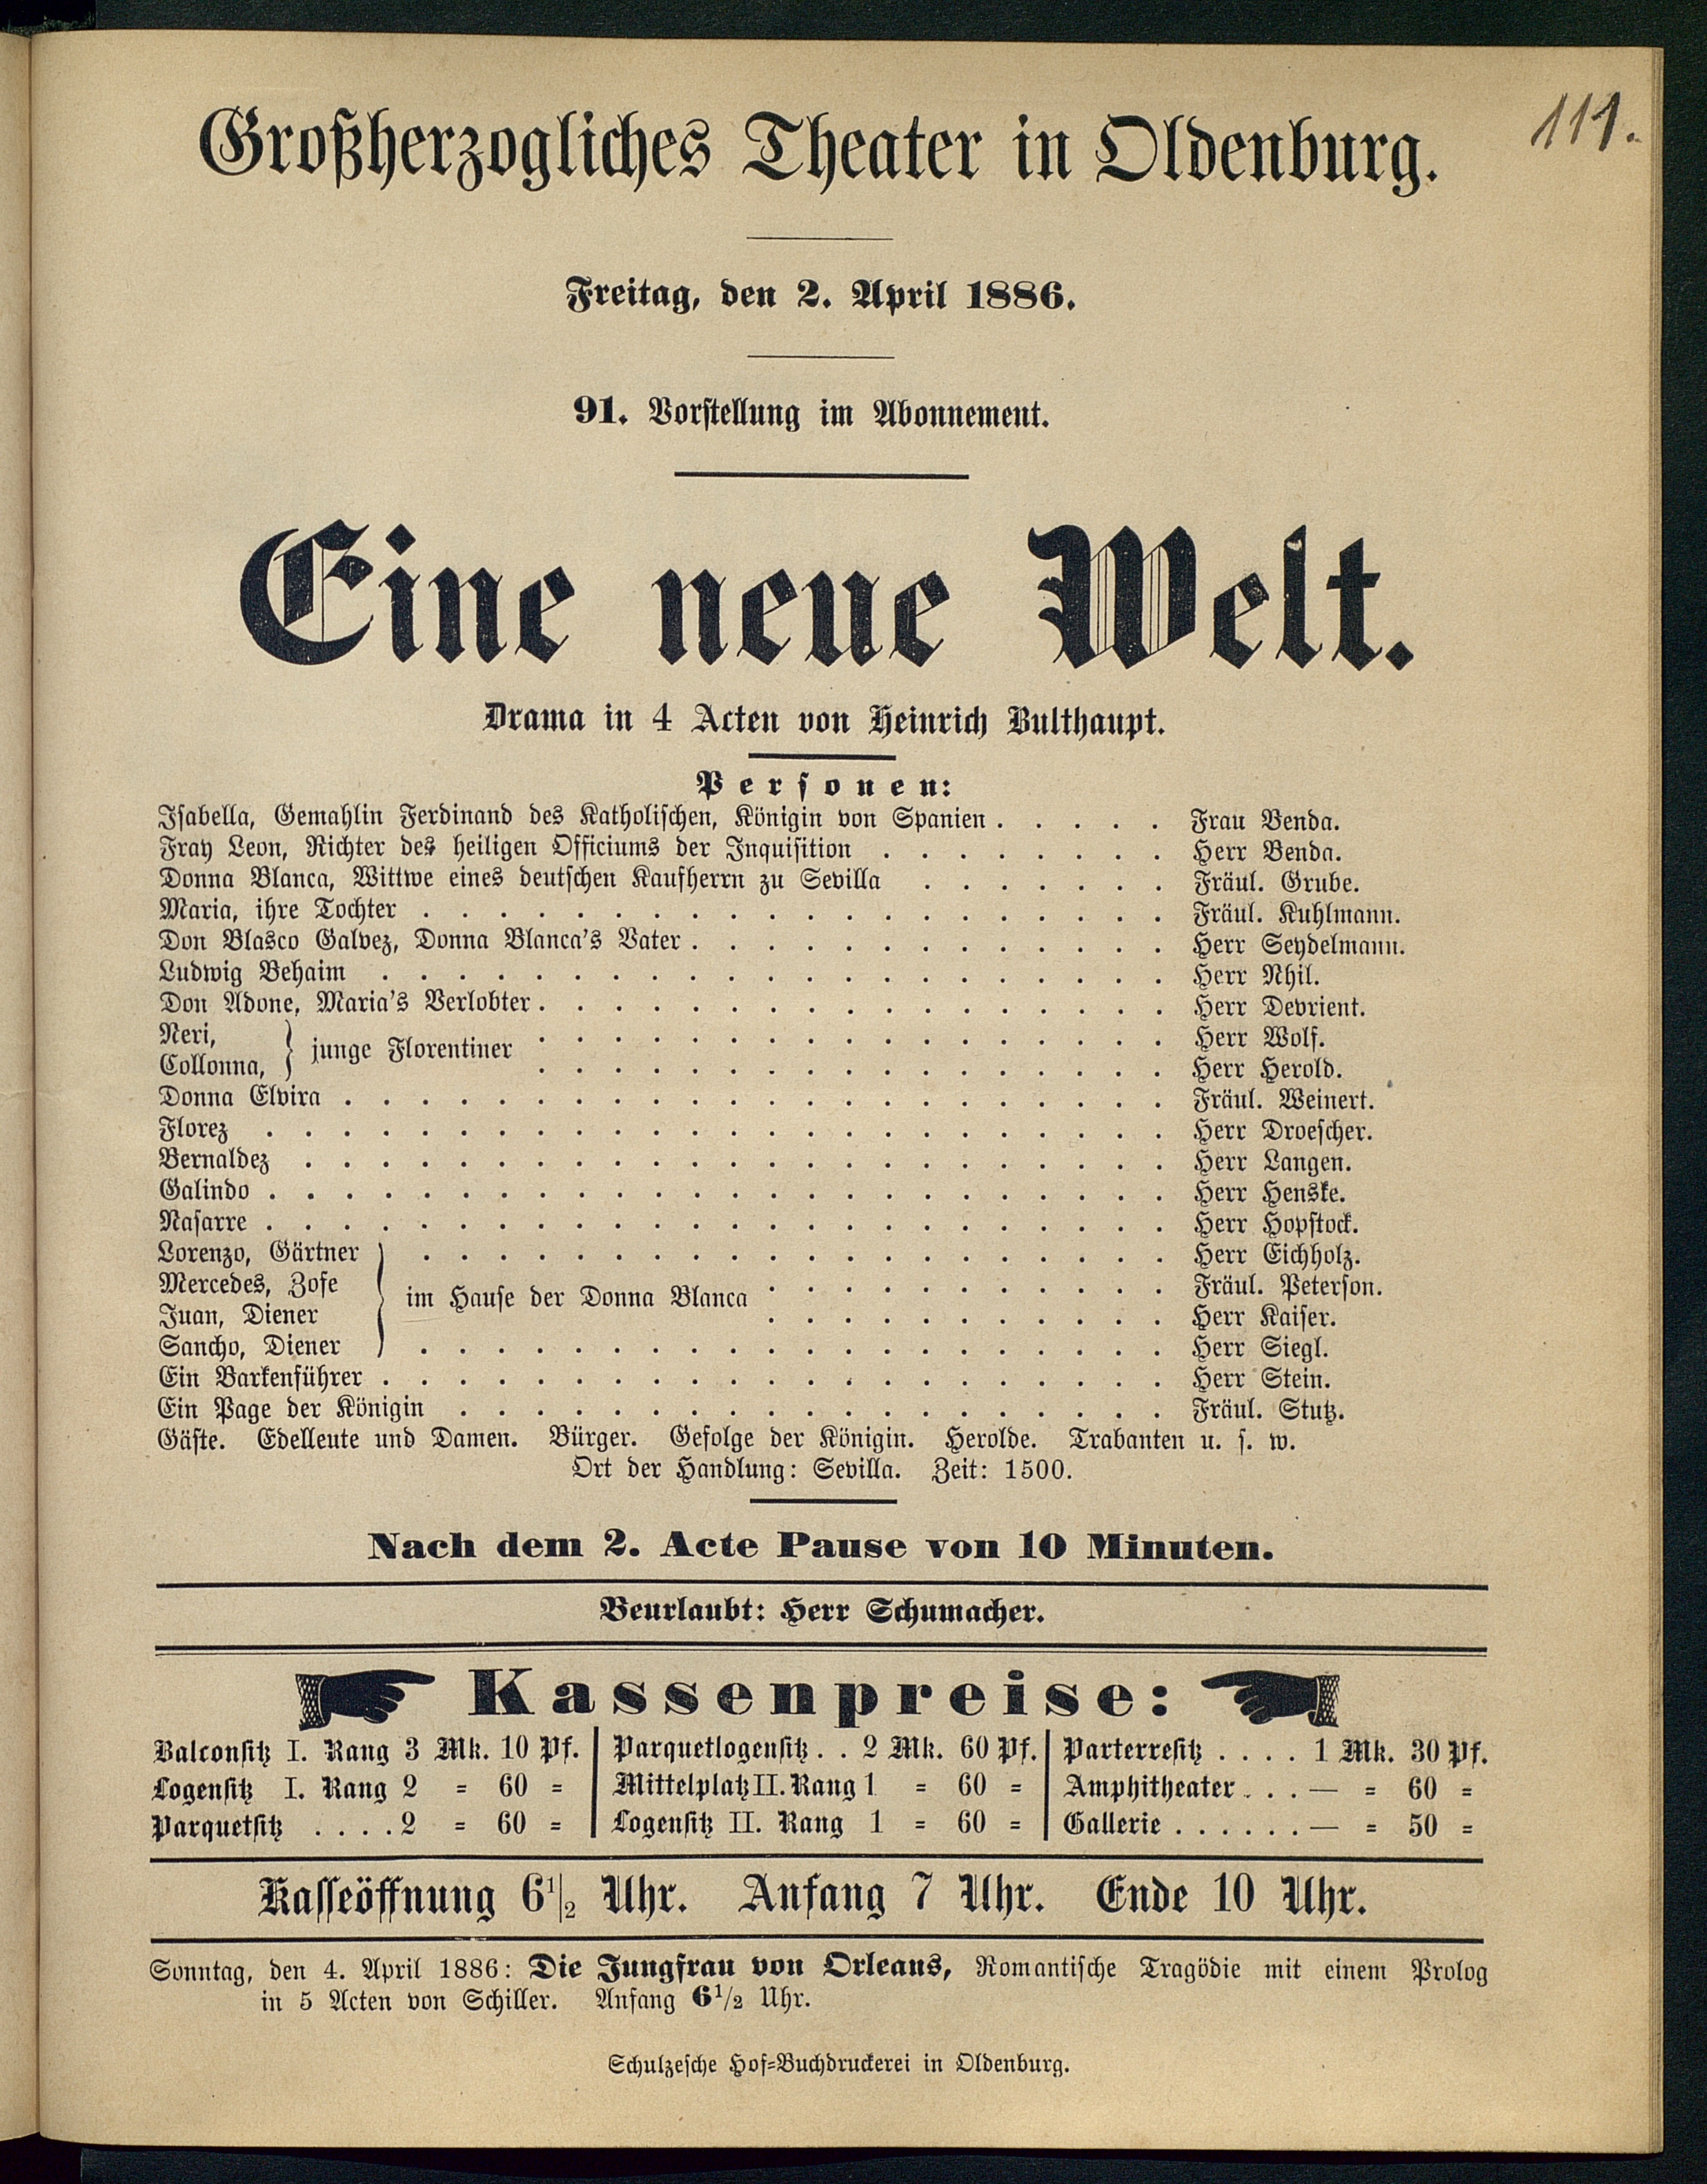 111.
Großherzogliches Theater in Oldenburg.
Freitag, den 2. April 1886.
91. Vorstellung im Abonnement.
Eine neue Welt.
Drama in 4 Acten von Heinrich Bulthaupt.
Personen:
Isabella, Gemahlin Ferdinand des Katholischen, Königin von Spanien . . . . . Frau Benda.
Fray Leon, Richter des heiligen Officiums der Inquisition . . . . . . . . Herr Benda.
Donna Blanca, Wittwe eines deutschen Kaufherrn zu Sevilla . . . . . . . Fräul. Grube.
Maria, ihre Tochter . . . . . . . . . . . . . . . . . . . . Fräul. Kuhlmann.
Don Blasco Galvez, Donna Blanca's Vater . . . . . . . . . . . . . Herr Seydelmann.
Ludwig Behaim . . . . . . . . . . . . . . . . . . . . . Herr Nhil.
Don Adone, Maria's Verlobter . . . . . . . . . . . . . . . . . Herr Devrient.
Neri, . . . . . . . . . . . . . . . . . Herr Wolf.
} junge Florentiner
Collonna, . . . . . . . . . . . . . . . . . Herr Herold.
Donna Elvira . . . . . . . . . . . . . . . . . . . . . . Fräul. Weinert.
Florez . . . . . . . . . . . . . . . . . . . . . . . . Herr Droescher.
Bernaldez . . . . . . . . . . . . . . . . . . . . . . . Herr Langen.
Galindo . . . . . . . . . . . . . . . . . . . . . . . . Herr Henske.
Nasarre . . . . . . . . . . . . . . . . . . . . . . . . Herr Hopstock.
Lorenzo, Gärtner . . . . . . . . . . . . . . . . . . . . Herr Eichholz.
Mercedes, Zofe . . . . . . . . . . . Fräul. Peterson.
} im Hause der Donna Blanca
Juan, Diener . . . . . . . . . . . Herr Kaiser.
Sancho, Diener . . . . . . . . . . . . . . . . . . . . Herr Siegl.
Ein Barkenführer . . . . . . . . . . . . . . . . . . . . . Herr Stein.
Ein Page der Königin . . . . . . . . . . . . . . . . . . . Fräul. Stutz.
Gäste. Edelleute und Damen. Bürger. Gefolge der Königin. Herolde. Trabanten u. s. w.
Ort der Handlung: Sevilla. Zeit: 1500.
Nach dem 2. Acte Pause von 10 Minuten.
Beurlaubt: Herr Schumacher.
Kassenpreise:
Balconsitz I. Rang 3 Mk. 10 Pf. | Parquetlogensitz . . 2 Mk. 60 Pf. | Parterresitz . . . . 1 Mk. 30 Pf.
Logensitz I. Rang 2 = 60 = | Mittelplatz II. Rang 1 = 60 = | Amphitheater . . . — = 60 =
Parquetsitz . . . . 2 = 60 = | Logensitz II. Rang 1 = 60 = | Gallerie . . . . . . — = 50 =
Kasseöffnung 6 1/2 Uhr. Anfang 7 Uhr. Ende 10 Uhr.
Sonntag, den 4. April 1886: Die Jungfrau von Orleans, Romantische Tragödie mit einem Prolog
in 5 Acten von Schiller. Anfang 6 1/2 Uhr.
Schulzesche Hof=Buchdruckerei in Oldenburg.